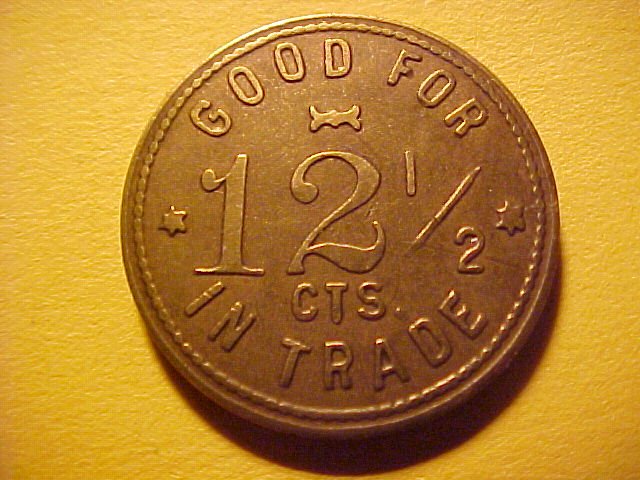 GOOD FOR
12 1/2
CTS.
IN TRADE